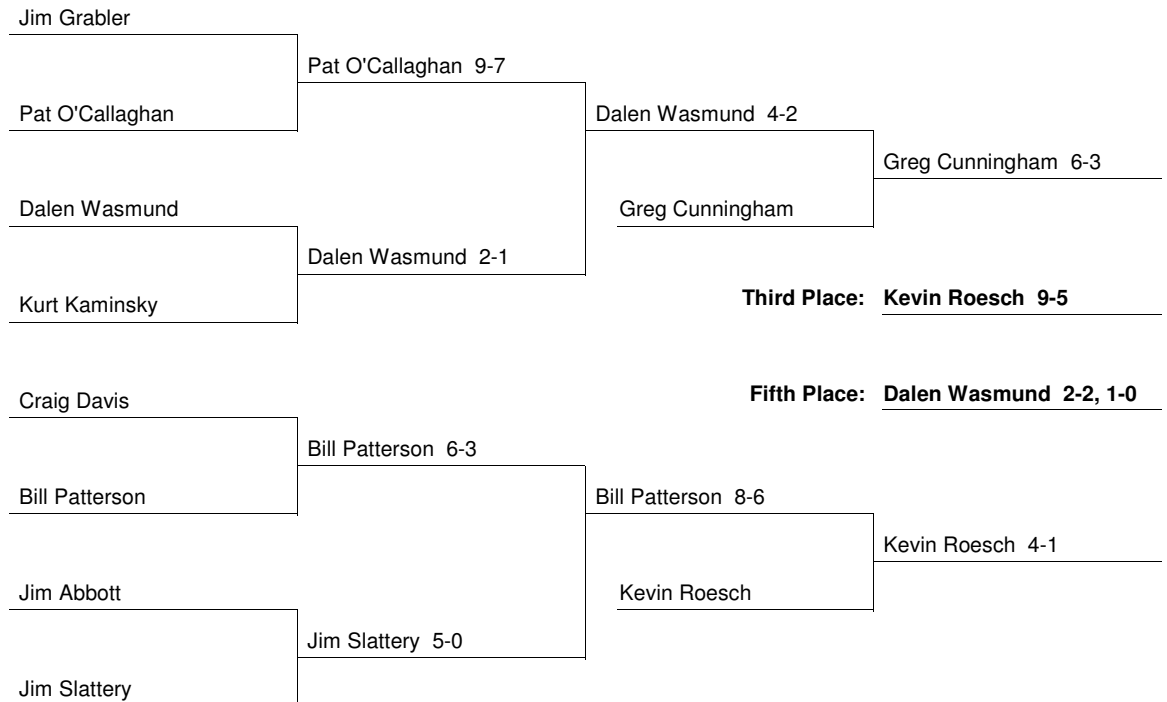 Jim Grabler
Pat O'Callaghan 9-7
Pat O'Callaghan
Dalen Wasmund 4-2
Greg Cunningham 6-3
Dalen Wasmund
Greg Cunningham
Dalen Wasmund 2-1
Kurt Kaminsky
Third Place: Kevin Roesch 9-5
Craig Davis
Fifth Place: Dalen Wasmund 2-2, 1-0
Bill Patterson 6-3
Bill Patterson
Bill Patterson 8-6
Kevin Roesch 4-1
Jim Abbott
Kevin Roesch
Jim Slattery 5-0
Jim Slattery